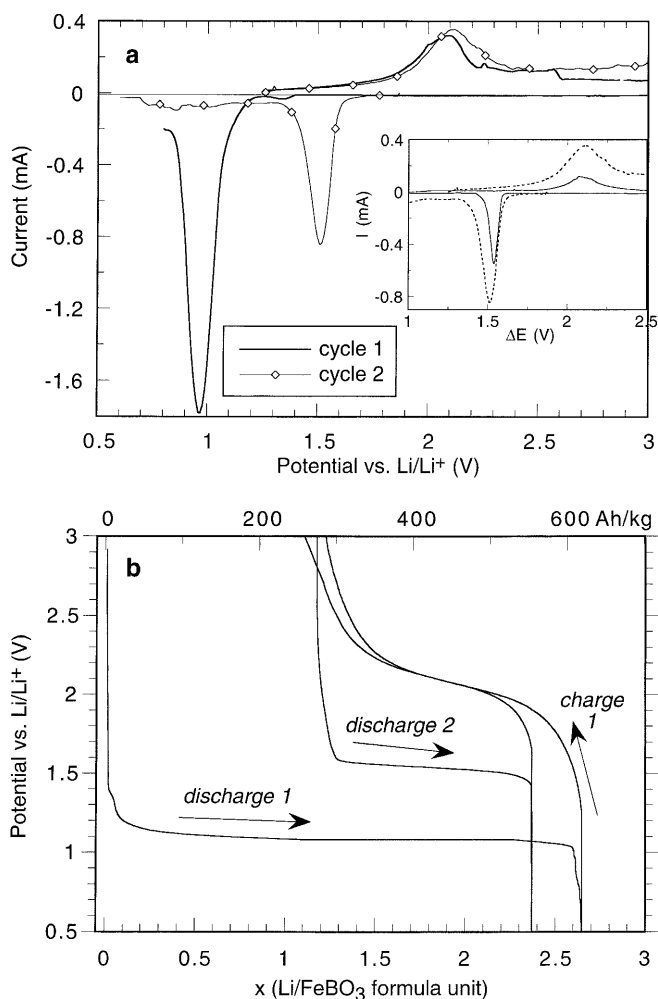 a
0.4
0
-0.4
-0.8
-1.2
-1.6
Current (mA)
0.5
1
1.5
2
2.5
3
Potential vs. Li/Li+ (V)
cycle 1
cycle 2
0.4
0
-0.4
-0.8
I (mA)
1
1.5
2
2.5
ΔE (V)
0
200
400
600 Ah/kg
b
3
2.5
2
1.5
1
0.5
Potential vs. Li/Li+ (V)
charge
1
discharge 2
discharge 1
0
1
1.5
2
2.5
3
x (Li/FeBO3 formula unit)